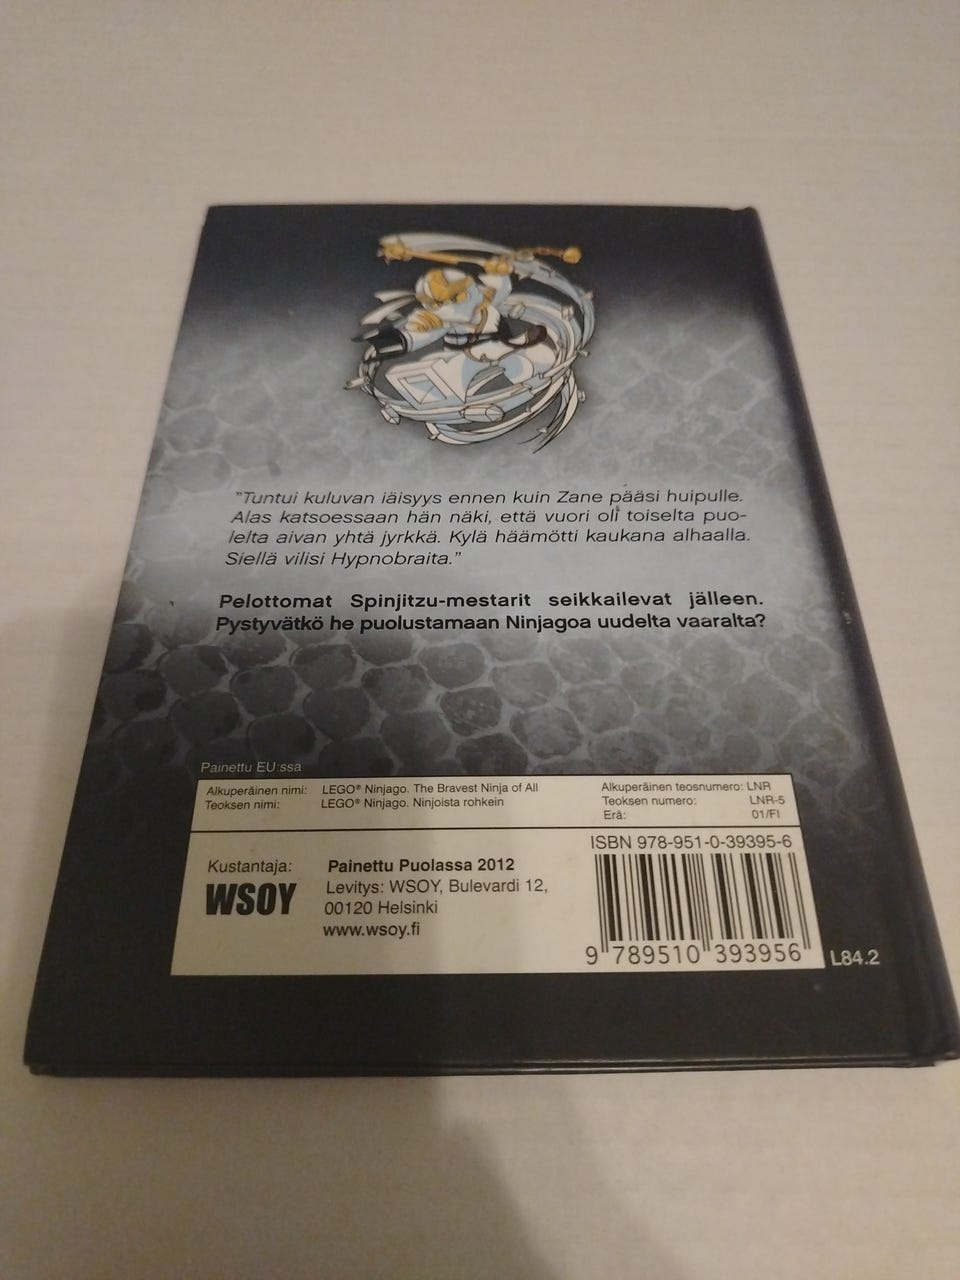 "Tuntui kuluvan iäisyys ennen kuin Zane pääsi huipulle.
Alas katsoessaan hän näki, että vuori oli toiselta puo-
lelta aivan yhtä jyrkkä. Kylä häämötti kaukana alhaalla.
Siellä vilisi Hypnobraita."
Pelottomat Spinjitzu-mestarit seikkailevat jälleen.
Pystyvätkö he puolustamaan Ninjagoa uudelta vaaralta?
Painettu EU:ssa
Alkuperäinen nimi: LEGO® Ninjago. The Bravest Ninja of All
Teoksen nimi: LEGO® Ninjago. Ninjoista rohkein
Alkuperäinen teosnumero: LNR
Teoksen numero: LNR-5
Erä: 01/FI
Kustantaja:
WSOY
Painettu Puolassa 2012
Levitys: WSOY, Bulevardi 12,
00120 Helsinki
www.wsoy.fi
ISBN 978-951-0-39395-6
9 789510 393956
L84.2